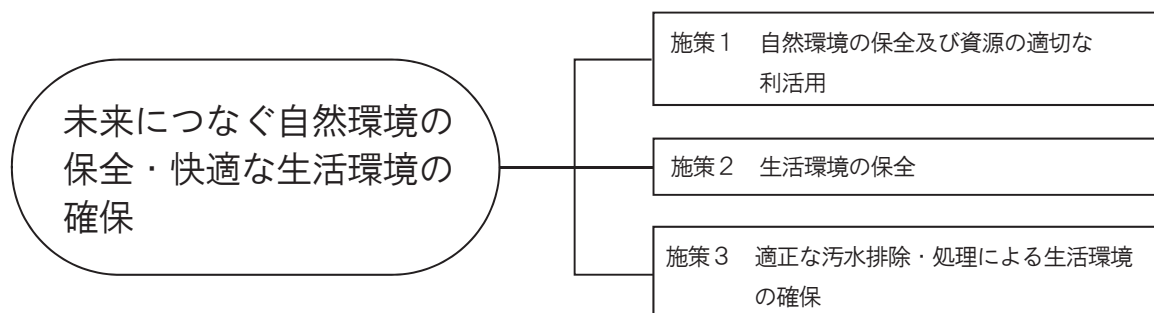 未来につなぐ自然環境の
保全・快適な生活環境の
確保
施策１　自然環境の保全及び資源の適切な
利活用
施策２　生活環境の保全
施策３　適正な汚水排除・処理による生活環境
の確保